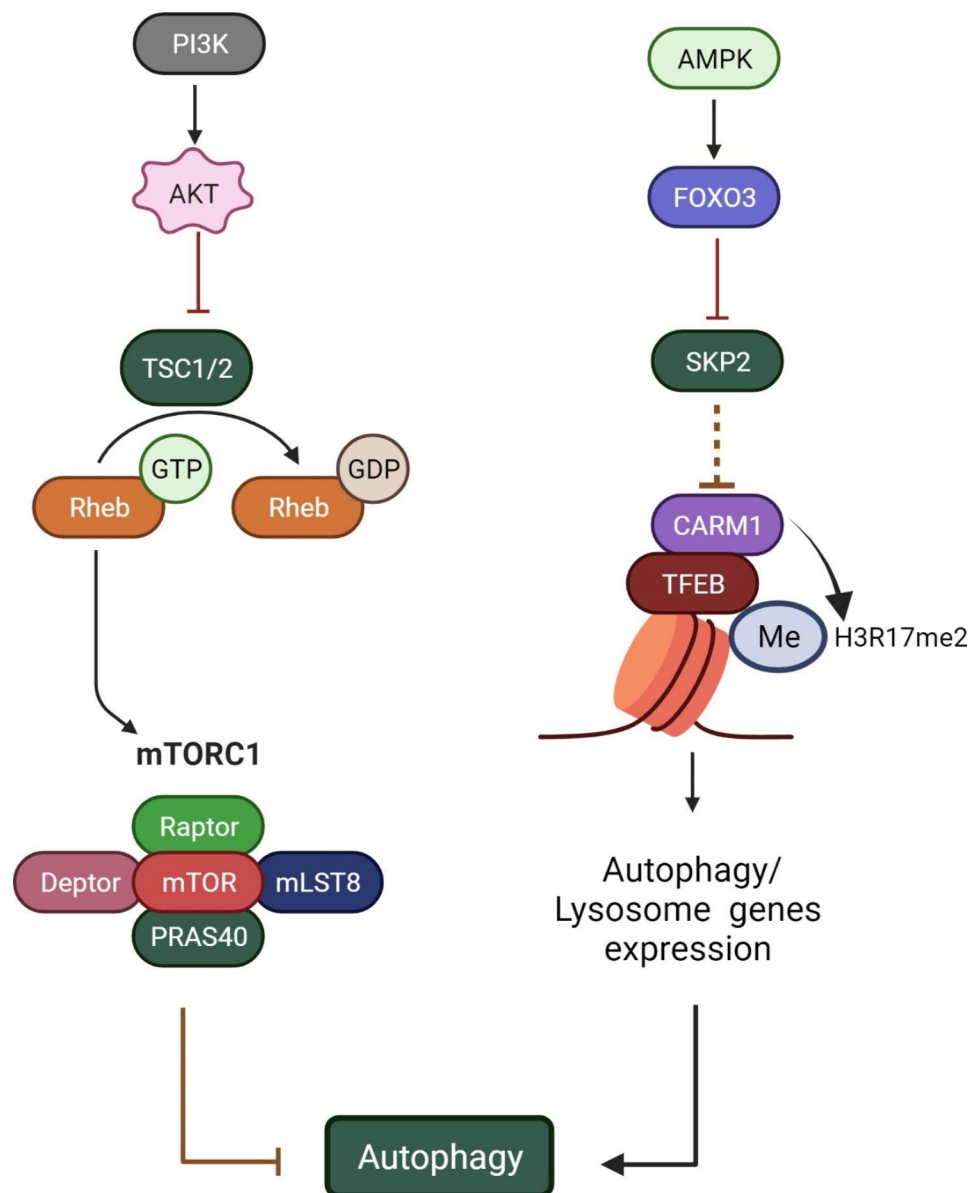 PI3K
AKT
TSC1/2
GTP
Rheb
GDP
Rheb
mTORC1
Raptor
Deptor
mTOR
mLST8
PRAS40
AMPK
FOXO3
SKP2
CARM1
TFEB
Me
H3R17me2
Autophagy/
Lysosome genes
expression
Autophagy